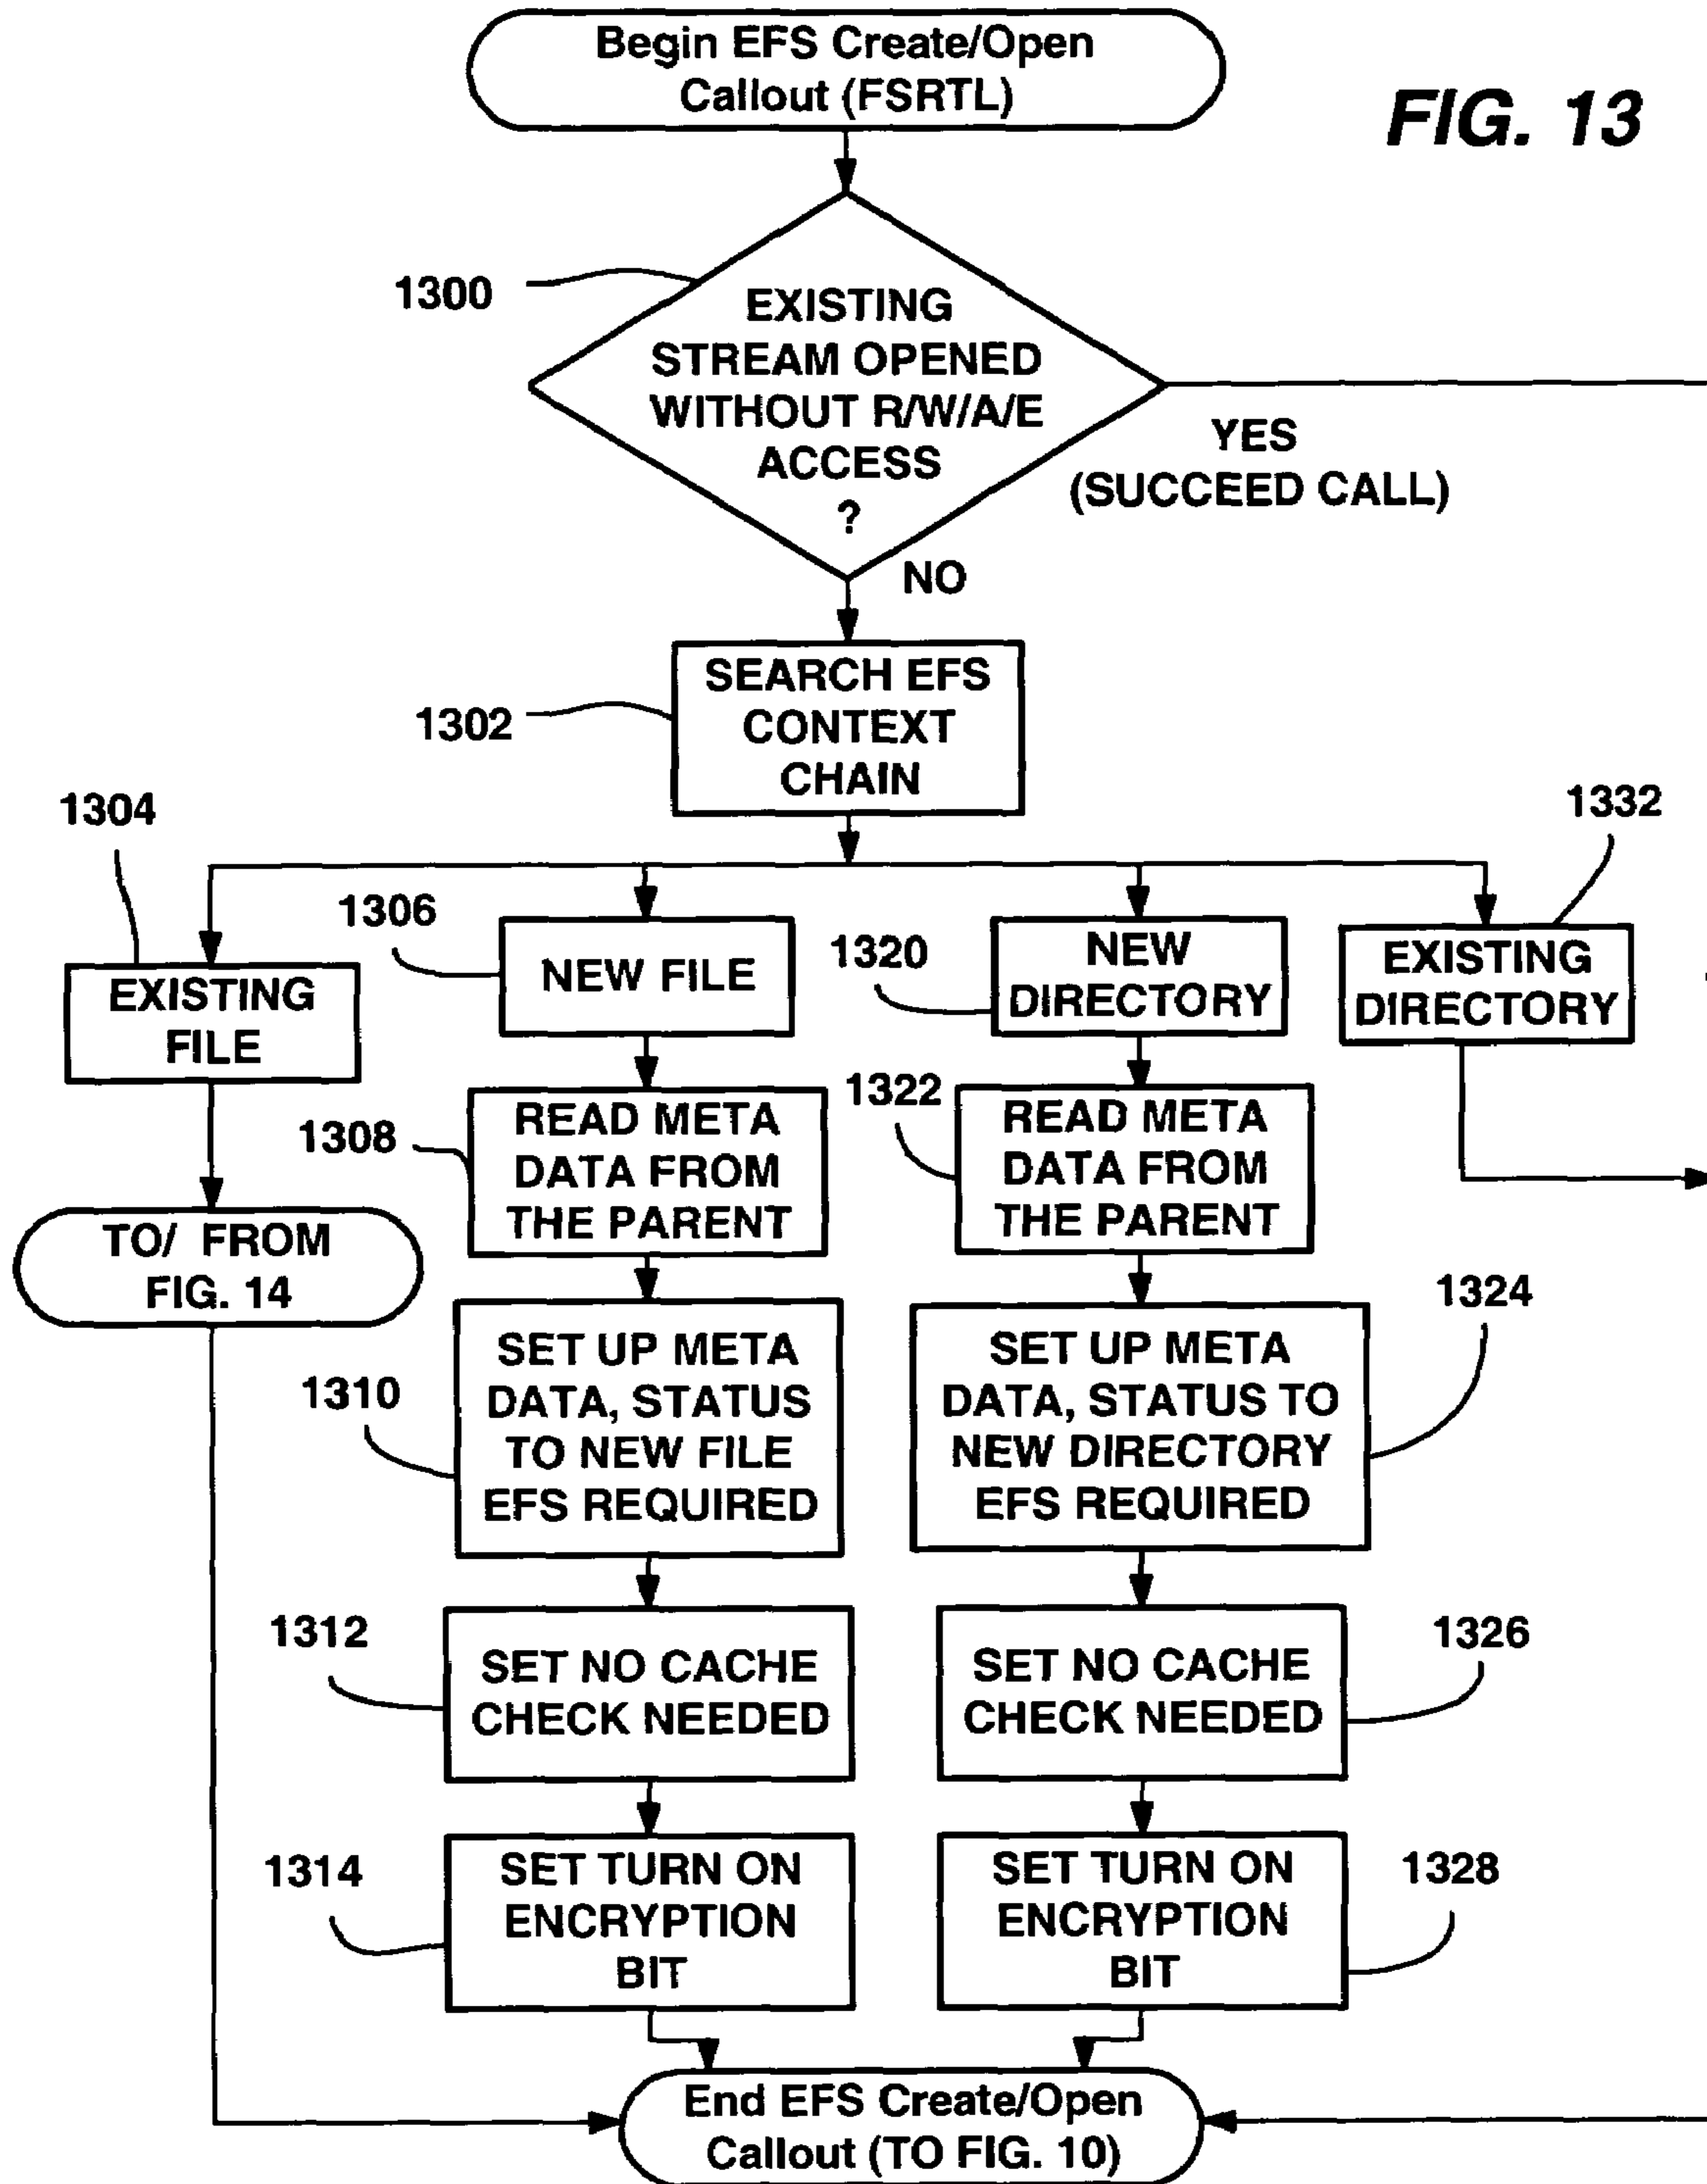 Begin EFS Create/Open
Callout (FSRTL)
FIG. 13
1300
EXISTING
STREAM OPENED
WITHOUT R/W/A/E
ACCESS
?
YES
(SUCCEED CALL)
NO
1302
SEARCH EFS
CONTEXT
CHAIN
1304
EXISTING
FILE
TO/ FROM
FIG. 14
1306
NEW FILE
1308
READ META
DATA FROM
THE PARENT
1310
SET UP META
DATA, STATUS
TO NEW FILE
EFS REQUIRED
1312
SET NO CACHE
CHECK NEEDED
1314
SET TURN ON
ENCRYPTION
BIT
1320
NEW
DIRECTORY
1322
READ META
DATA FROM
THE PARENT
1324
SET UP META
DATA, STATUS TO
NEW DIRECTORY
EFS REQUIRED
1326
SET NO CACHE
CHECK NEEDED
1328
SET TURN ON
ENCRYPTION
BIT
1332
EXISTING
DIRECTORY
End EFS Create/Open
Callout (TO FIG. 10)